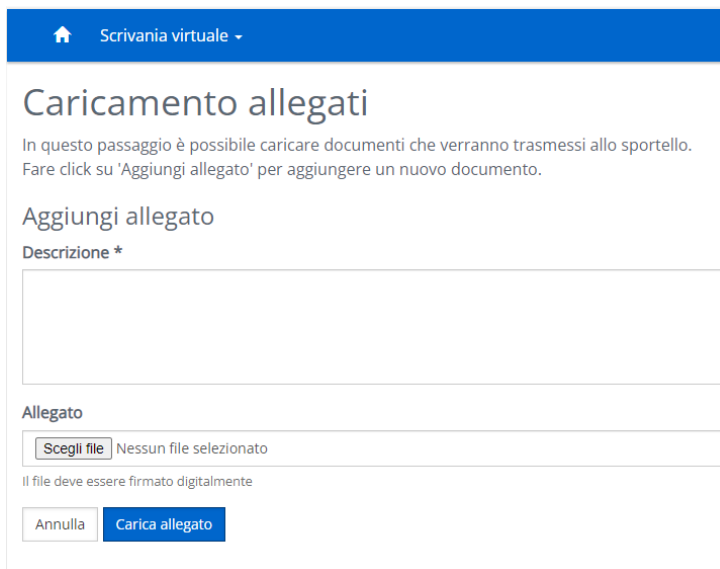 Scrivania virtuale
Caricamento allegati
In questo passaggio è possibile caricare documenti che verranno trasmessi allo sportello.
Fare click su 'Aggiungi allegato' per aggiungere un nuovo documento.
Aggiungi allegato
Descrizione *
Allegato
Scegli file Nessun file selezionato
Il file deve essere firmato digitalmente
Annulla Carica allegato